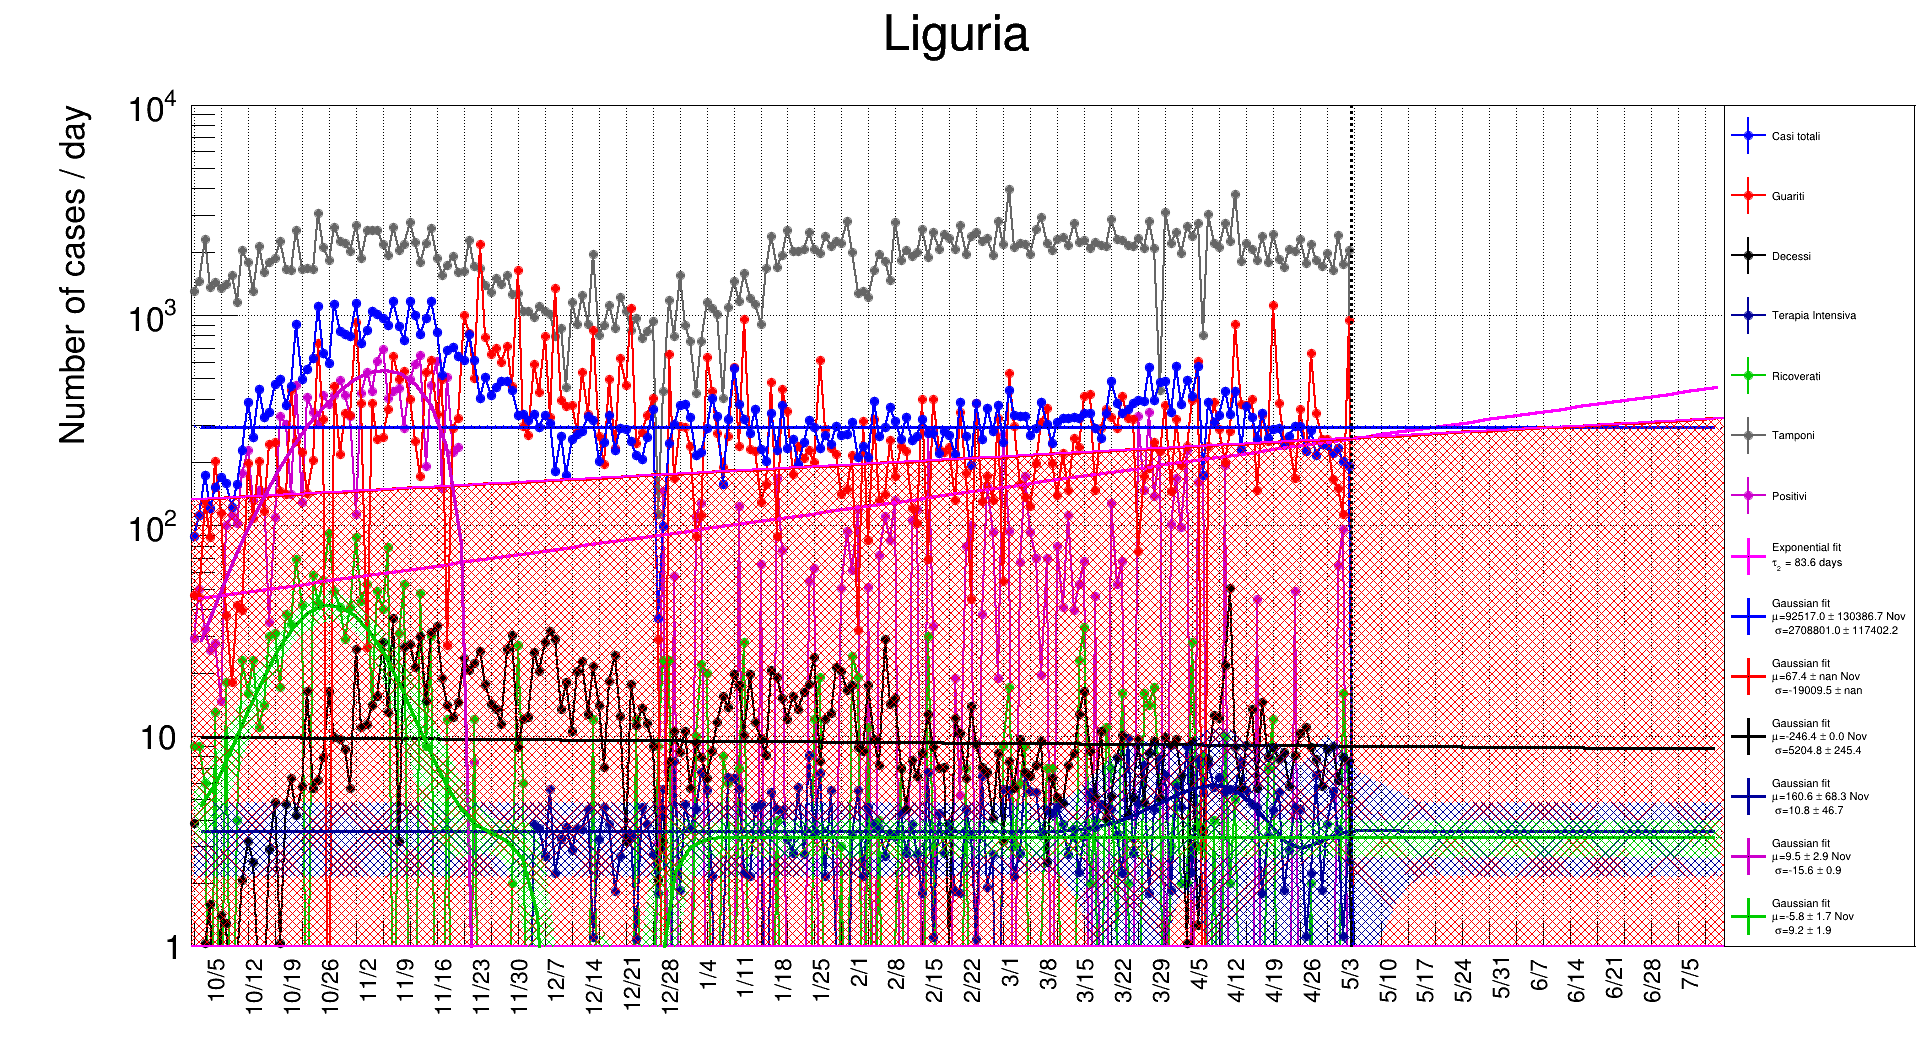 Liguria
Number of cases / day
10^4
10^3
10^2
10
1
10/5
10/12
10/19
10/26
11/2
11/9
11/16
11/23
11/30
12/7
12/14
12/21
12/28
1/4
1/11
1/18
1/25
2/1
2/8
2/15
2/22
3/1
3/8
3/15
3/22
3/29
4/5
4/12
4/19
4/26
5/3
5/10
5/17
5/24
5/31
6/7
6/14
6/21
6/28
7/5
Casi totali
Guariti
Decessi
Terapia Intensiva
Ricoverati
Tamponi
Positivi
Exponential fit
τ₂ = 83.6 days
Gaussian fit
μ=92517.0 ± 130386.7 Nov
σ=2708801.0 ± 117402.2
Gaussian fit
μ=67.4 ± nan Nov
σ=-19009.5 ± nan
Gaussian fit
μ=-246.4 ± 0.0 Nov
σ=5204.8 ± 245.4
Gaussian fit
μ=160.6 ± 68.3 Nov
σ=10.8 ± 46.7
Gaussian fit
μ=9.5 ± 2.9 Nov
σ=-15.6 ± 0.9
Gaussian fit
μ=-5.8 ± 1.7 Nov
σ=9.2 ± 1.9